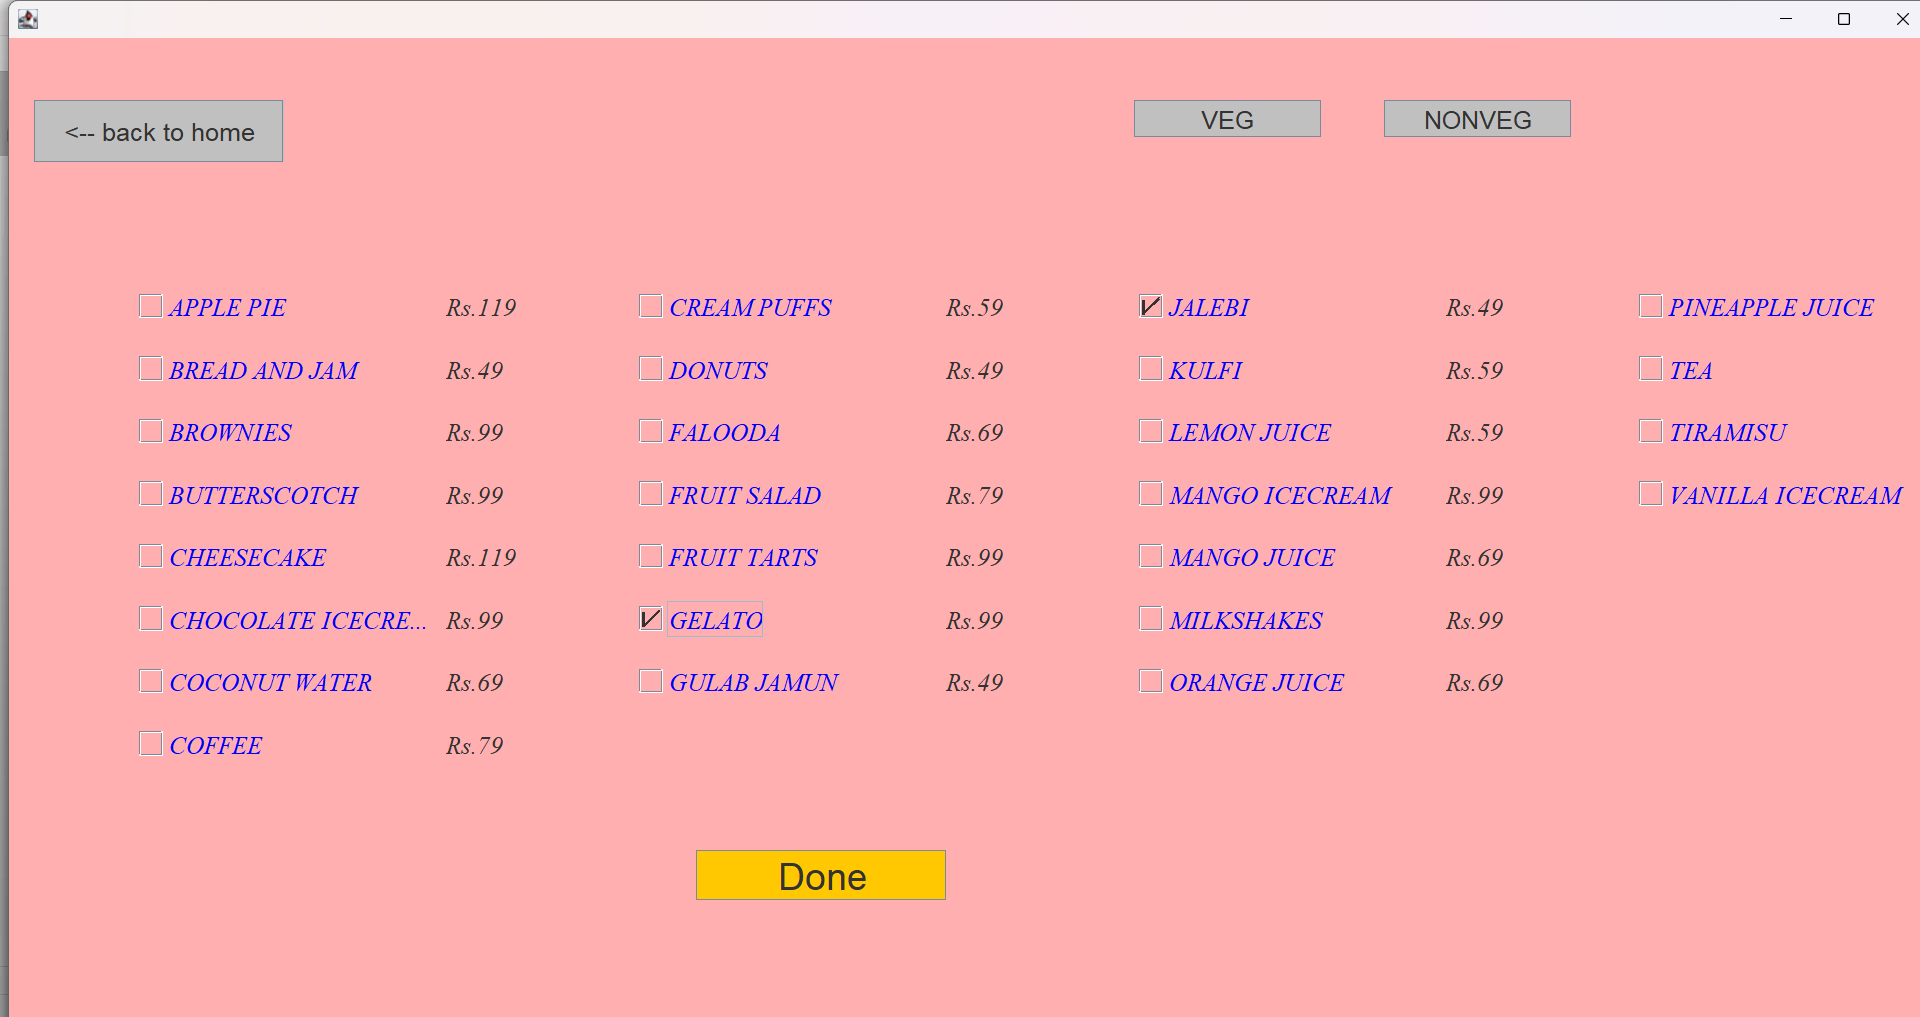 <-- back to home
VEG NONVEG
APPLE PIE Rs.119 CREAM PUFFS Rs.59 JALEBI Rs.49 PINEAPPLE JUICE
BREAD AND JAM Rs.49 DONUTS Rs.49 KULFI Rs.59 TEA
BROWNIES Rs.99 FALOODA Rs.69 LEMON JUICE Rs.59 TIRAMISU
BUTTERSCOTCH Rs.99 FRUIT SALAD Rs.79 MANGO ICECREAM Rs.99 VANILLA ICECREAM
CHEESECAKE Rs.119 FRUIT TARTS Rs.99 MANGO JUICE Rs.69
CHOCOLATE ICECRE... Rs.99 GELATO Rs.99 MILKSHAKES Rs.99
COCONUT WATER Rs.69 GULAB JAMUN Rs.49 ORANGE JUICE Rs.69
COFFEE Rs.79
Done